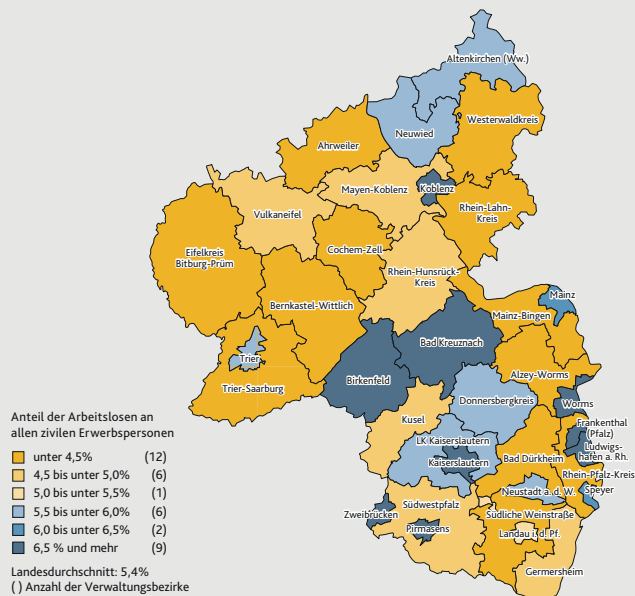 Altenkirchen (Ww.)
Westerwaldkreis
Neuwied
Ahrweiler
Mayen-Koblenz
Koblenz
Rhein-Lahn-
Kreis
Vulkaneifel
Cochem-Zell
Eifelkreis
Bitburg-Prüm
Rhein-Hunsrück-
Kreis
Bernkastel-Wittlich
Mainz
Mainz-Bingen
Bad Kreuznach
Trier
Birkenfeld
Alzey-Worms
Trier-Saarburg
Donnersbergkreis
Worms
Kusel
Frankenthal
(Pfalz)
LK Kaiserslautern
Ludwigs-
hafen a. Rh.
Kaiserslautern
Bad Dürkheim
Rhein-Pfalz-Kreis
Neustadt a. d. W.
Speyer
Zweibrücken
Südwestpfalz
Südliche Weinstraße
Pirmasens
Landau i. d. Pf.
Germersheim
Anteil der Arbeitslosen an
allen zivilen Erwerbspersonen
unter 4,5% (12)
4,5 bis unter 5,0% (6)
5,0 bis unter 5,5% (1)
5,5 bis unter 6,0% (6)
6,0 bis unter 6,5% (2)
6,5 % und mehr (9)
Landesdurchschnitt: 5,4%
( ) Anzahl der Verwaltungsbezirke